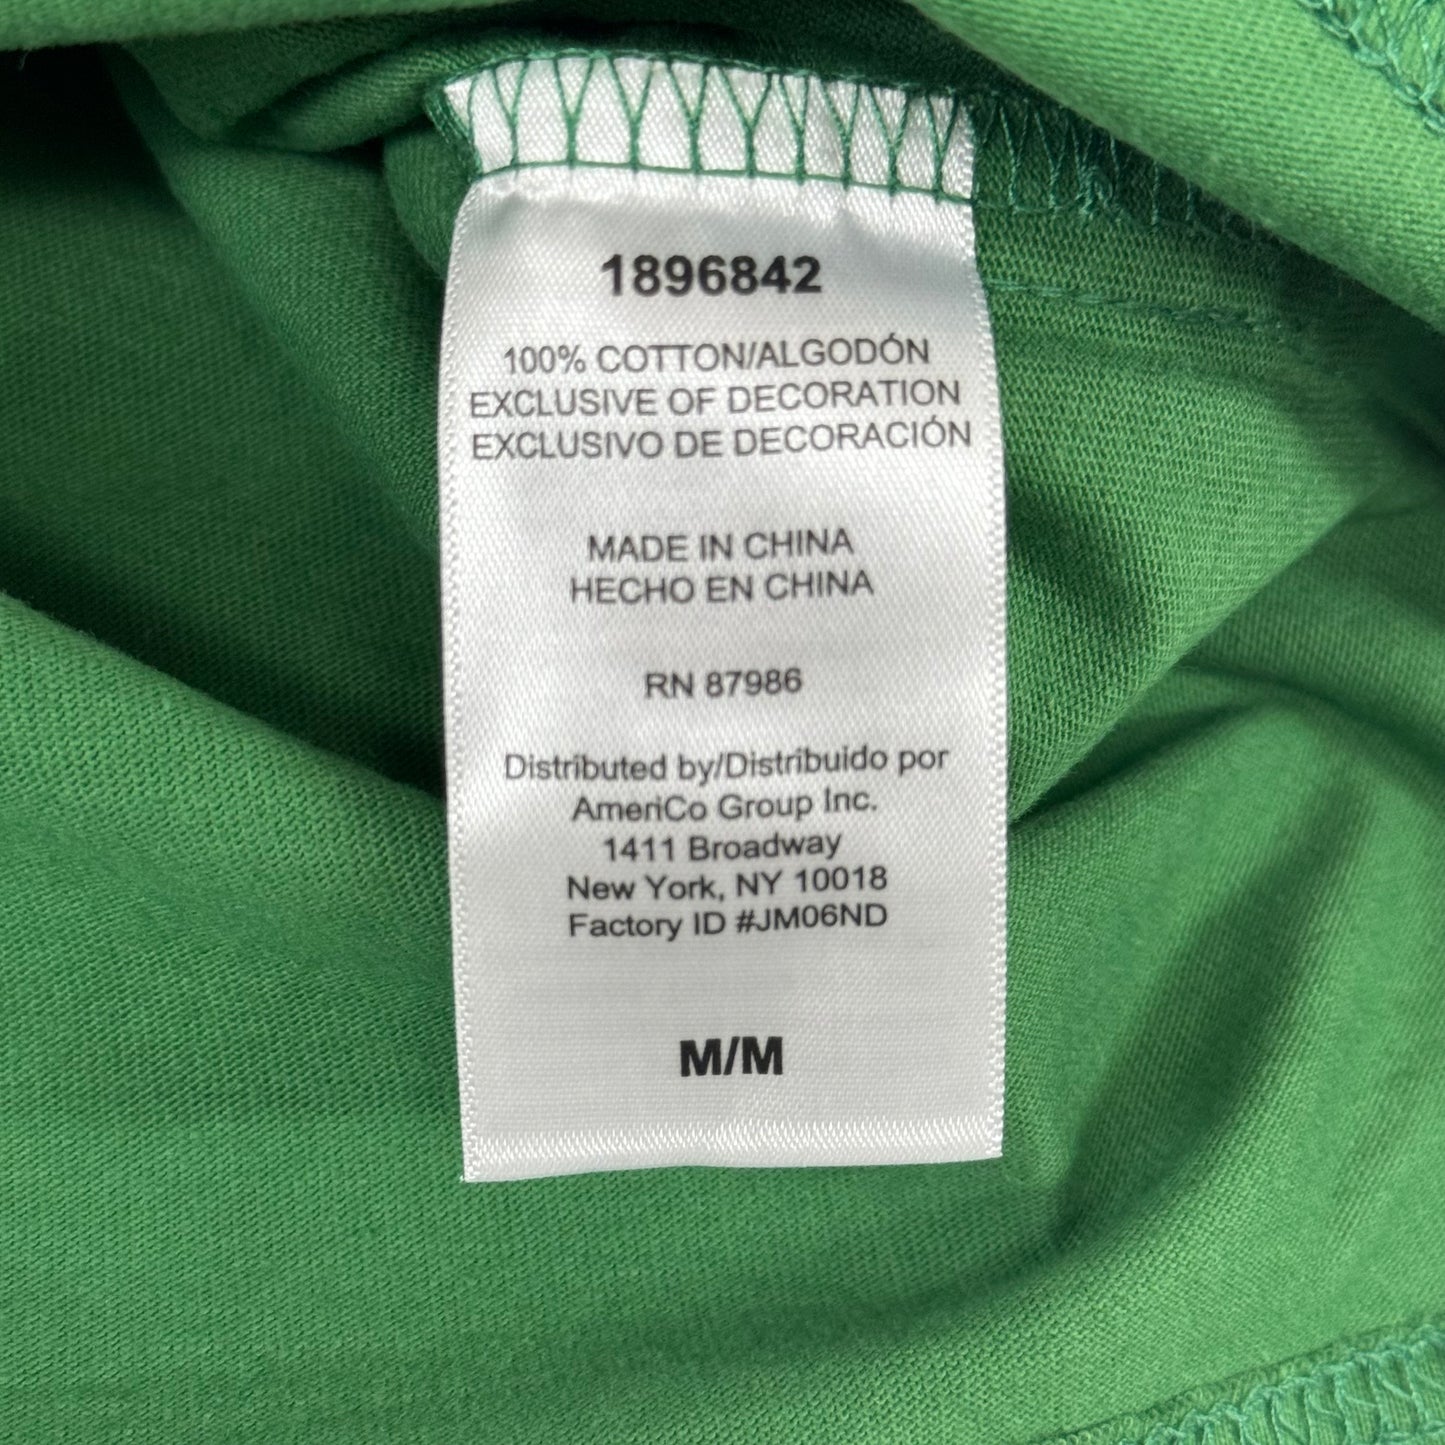 1896842
100% COTTON/ALGODÓN
EXCLUSIVE OF DECORATION
EXCLUSIVO DE DECORACIÓN
MADE IN CHINA
HECHO EN CHINA
RN 87986
Distributed by/Distribuido por
AmeriCo Group Inc.
1411 Broadway
New York, NY 10018
Factory ID #JM06ND
M/M